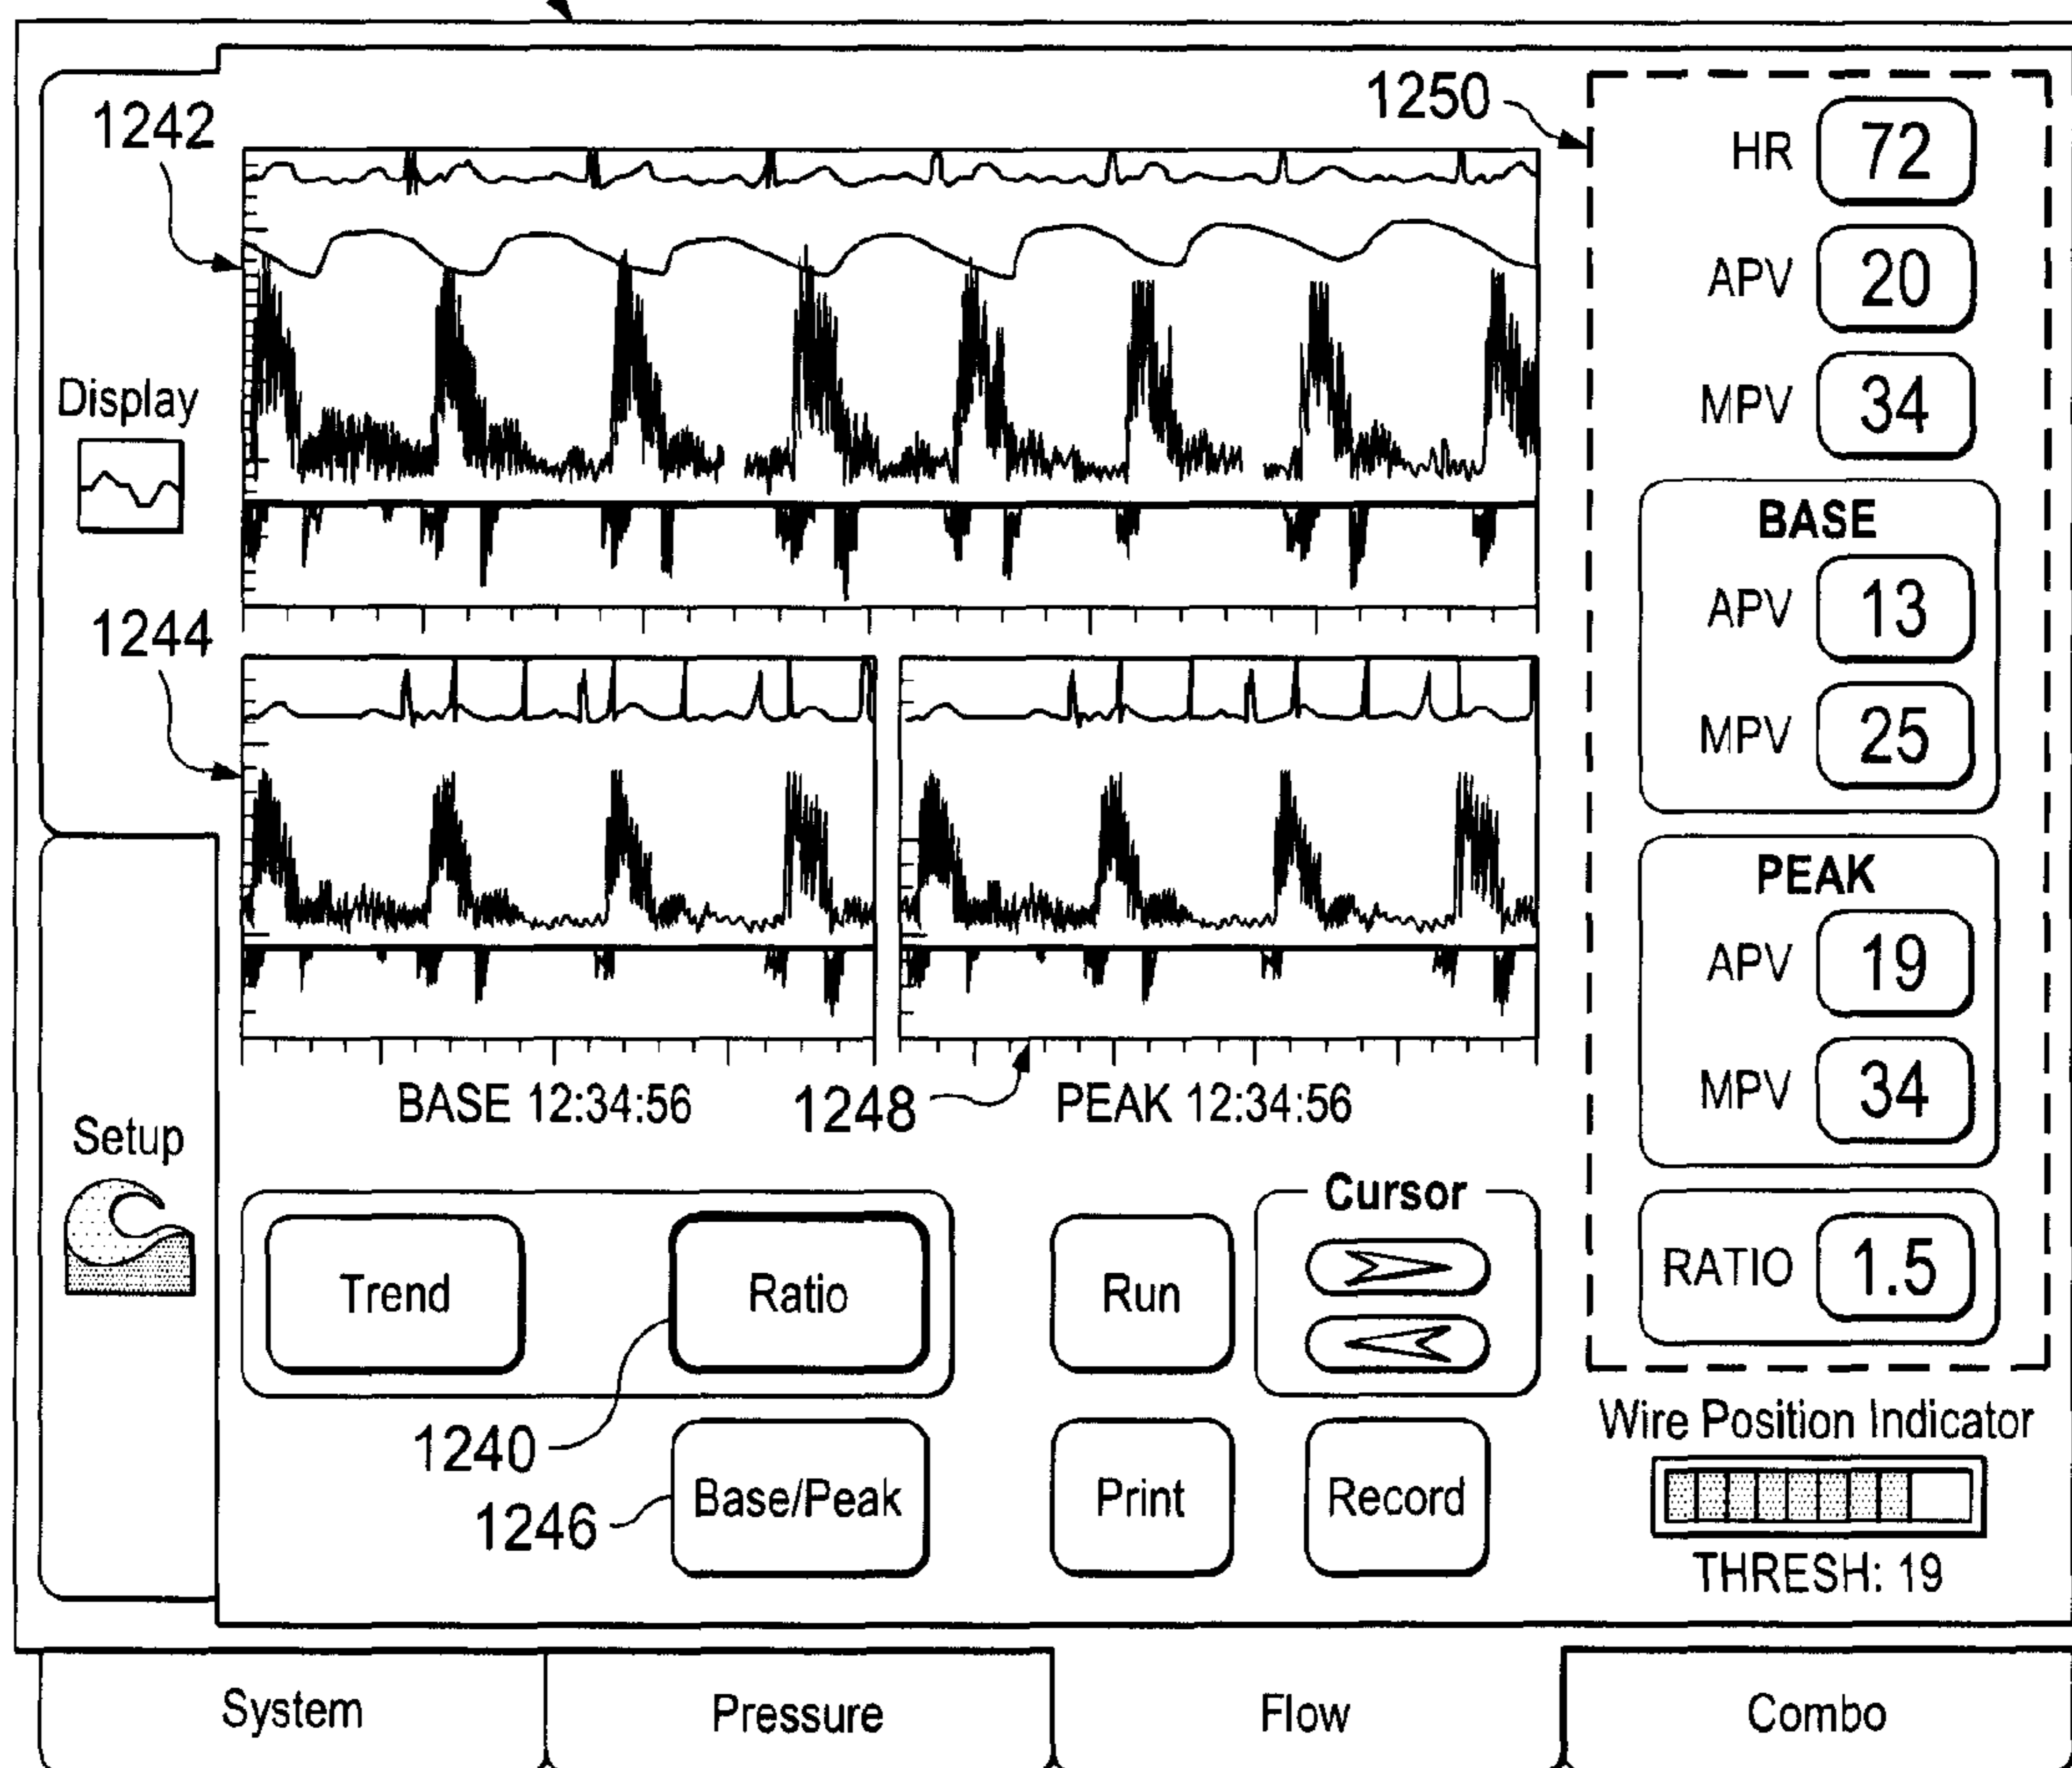 1250
HR 72
1242
APV 20
MPV 34
Display
BASE
APV 13
1244
MPV 25
PEAK
APV 19
MPV 34
BASE 12:34:56
1248
PEAK 12:34:56
Setup
Cursor
Trend
Ratio
Run
RATIO 1.5
1240
Wire Position Indicator
1246
Base/Peak
Print
Record
THRESH: 19
System
Pressure
Flow
Combo